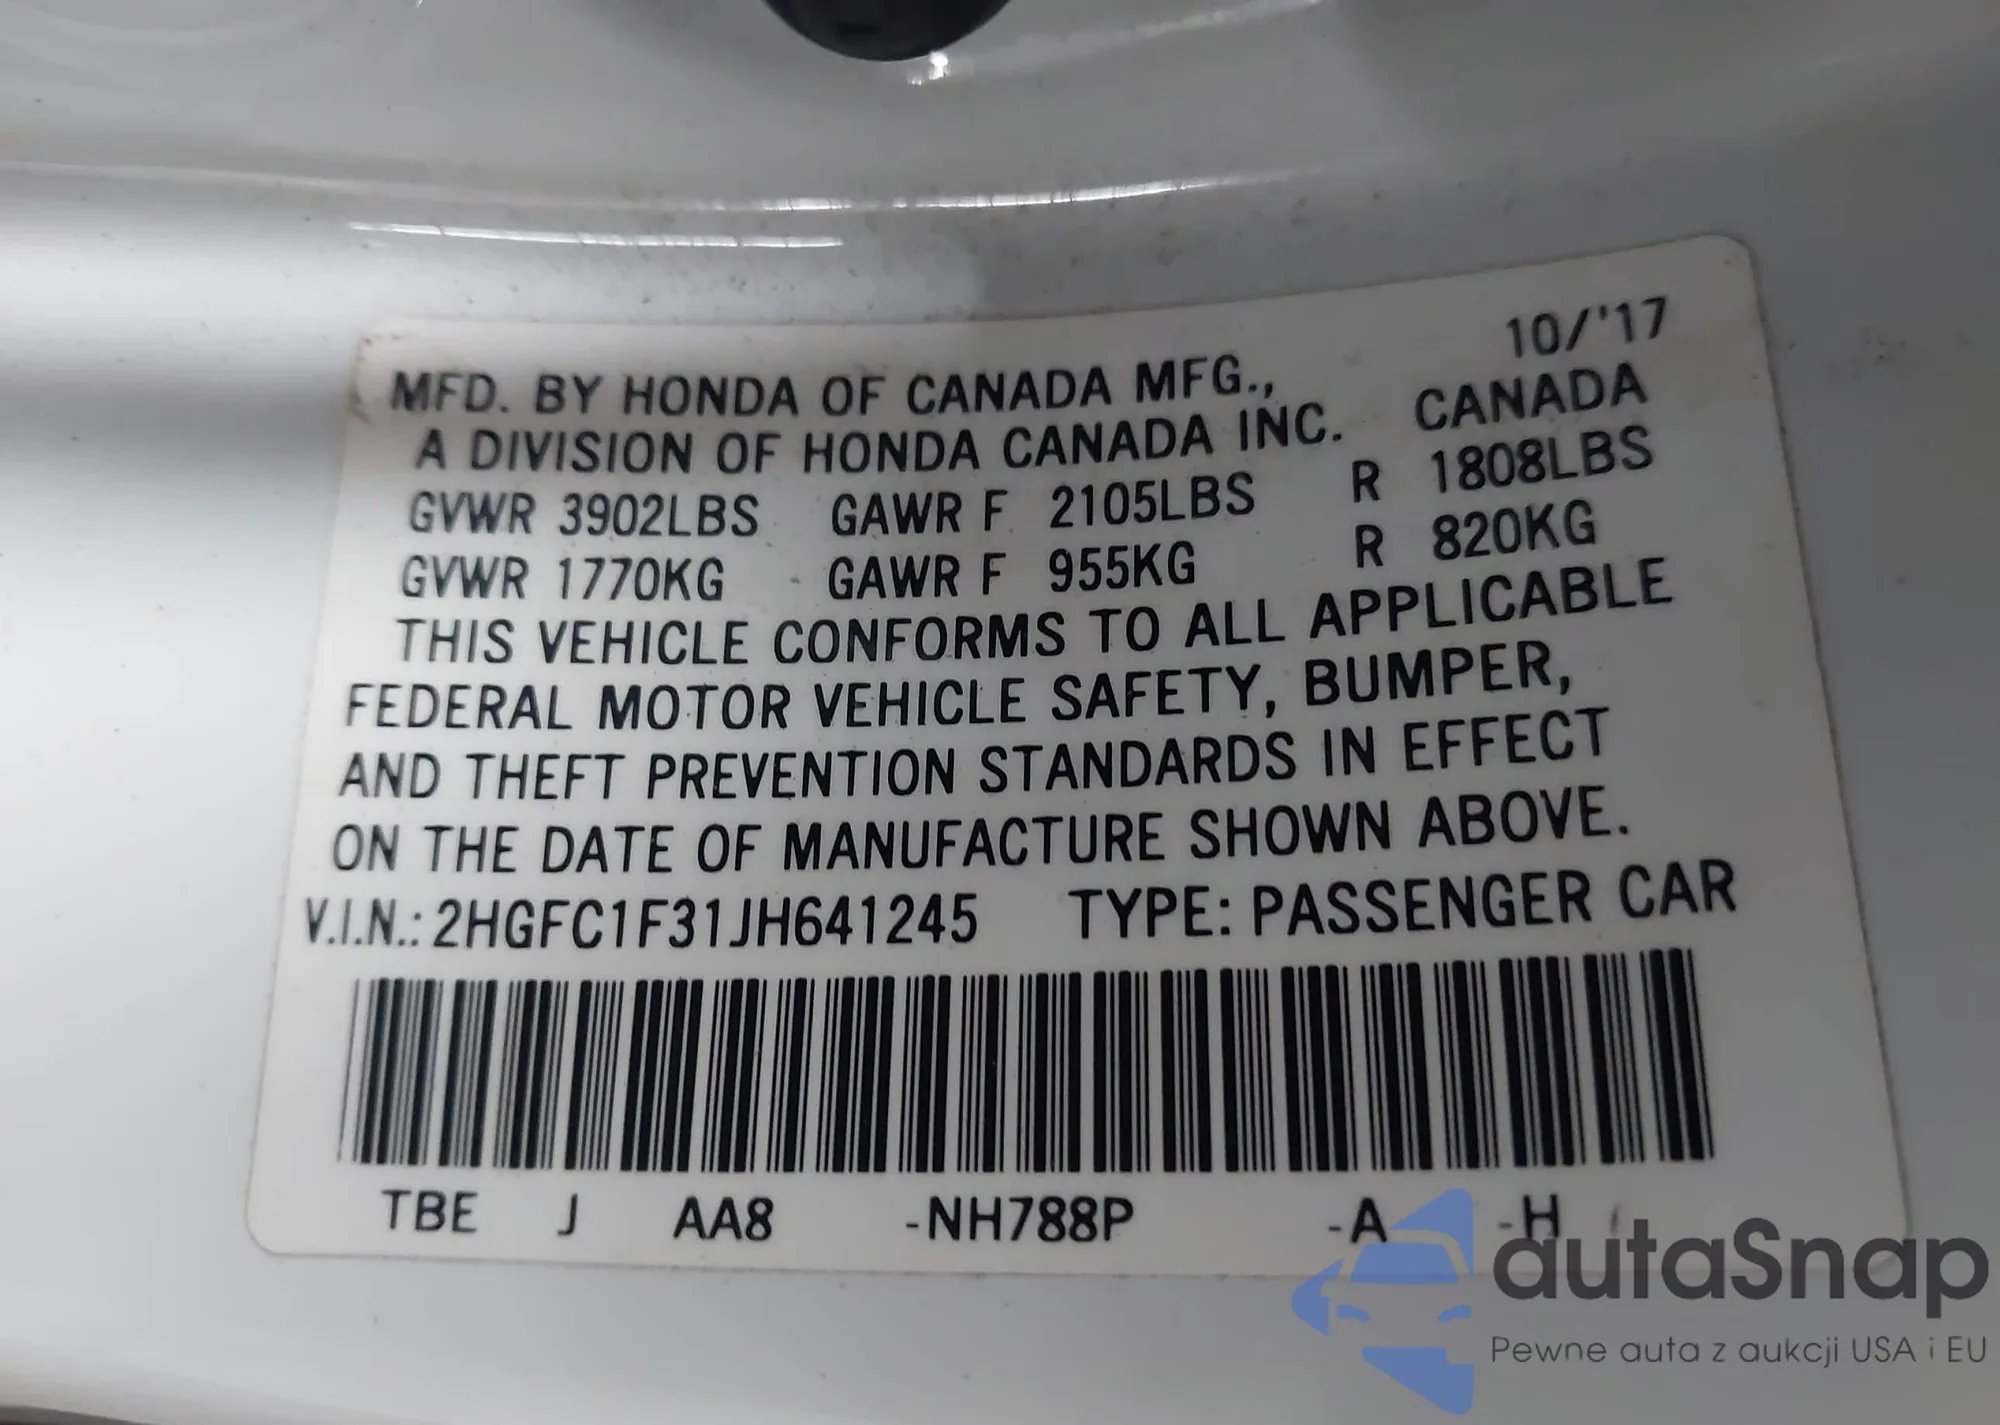 10/'17
MFD. BY HONDA OF CANADA MFG.,
A DIVISION OF HONDA CANADA INC. CANADA
GVWR 3902LBS GAWR F 2105LBS R 1808LBS
GVWR 1770KG GAWR F 955KG R 820KG
THIS VEHICLE CONFORMS TO ALL APPLICABLE
FEDERAL MOTOR VEHICLE SAFETY, BUMPER,
AND THEFT PREVENTION STANDARDS IN EFFECT
ON THE DATE OF MANUFACTURE SHOWN ABOVE.
V.I.N.: 2HGFC1F31JH641245 TYPE: PASSENGER CAR
TBE J AA8 -NH788P -A -H
autaSnap
Pewne auta z aukcji USA i EU